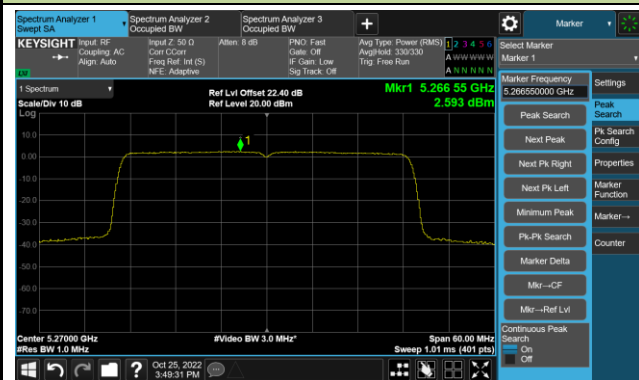 Spectrum Analyzer 1
Swept SA
Spectrum Analyzer 2
Occupied BW
Spectrum Analyzer 3
Occupied BW
+
Marker
KEYSIGHT
Input: RF
Coupling: AC
Align: Auto
Input Z: 50 Ω
Corr CCorr
Freq Ref: Int (S)
NFE: Adaptive
Atten: 8 dB
PNO: Fast
Gate: Off
IF Gain: Low
Sig Track: Off
Avg Type: Power (RMS)
Avg|Hold: 330/330
Trig: Free Run
1 2 3 4 5 6
A W W W W W
A N N N N N
Select Marker
Marker 1
LXI
1 Spectrum
Scale/Div 10 dB
Log
Ref Lvl Offset 22.40 dB
Ref Level 20.00 dBm
Mkr1 5.266 55 GHz
2.593 dBm
10.0
0.00
-10.0
-20.0
-30.0
-40.0
-50.0
-60.0
-70.0
1
Center 5.27000 GHz
#Res BW 1.0 MHz
#Video BW 3.0 MHz*
Span 60.00 MHz
Sweep 1.01 ms (401 pts)
Marker Frequency
5.266550000 GHz
Peak Search
Next Peak
Next Pk Right
Next Pk Left
Minimum Peak
Pk-Pk Search
Marker Delta
Mkr→CF
Mkr→Ref Lvl
Continuous Peak
Search
On
Off
Settings
Peak
Search
Pk Search
Config
Properties
Marker
Function
Marker→
Counter
?
Oct 25, 2022
3:49:31 PM